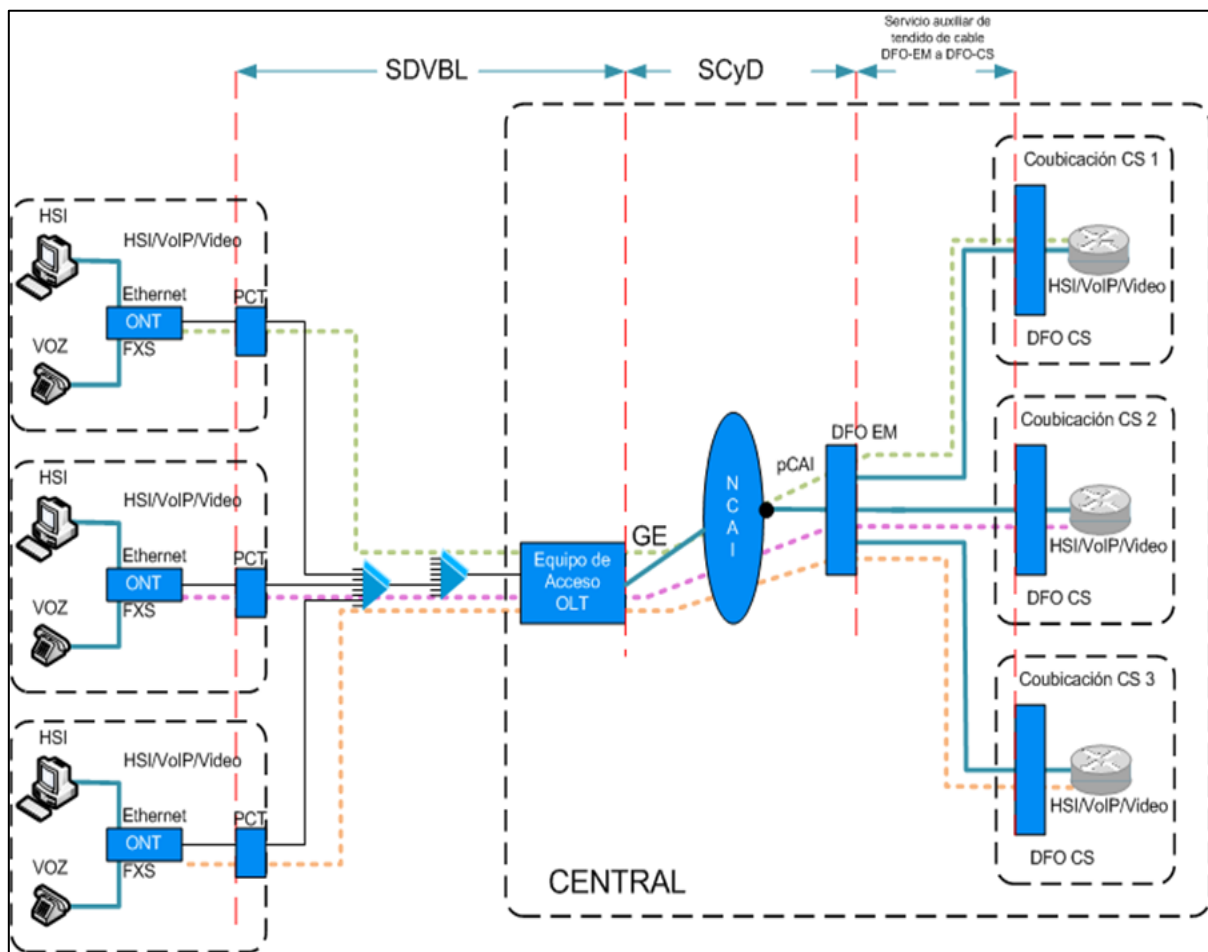 Servicio auxiliar de
tendido de cable
DFO-EM a DFO-CS
SDVBL
SCyD
HSI
HSI/VoIP/Video
Ethernet
ONT
FXS
VOZ
PCT
HSI
HSI/VoIP/Video
Ethernet
ONT
FXS
VOZ
PCT
HSI
HSI/VoIP/Video
Ethernet
ONT
FXS
VOZ
PCT
Equipo de
Acceso
OLT
GE
N
C
A
I
pCAI
DFO EM
Coubicación CS 1
HSI/VoIP/Video
DFO CS
Coubicación CS 2
HSI/VoIP/Video
DFO CS
Coubicación CS 3
HSI/VoIP/Video
DFO CS
CENTRAL